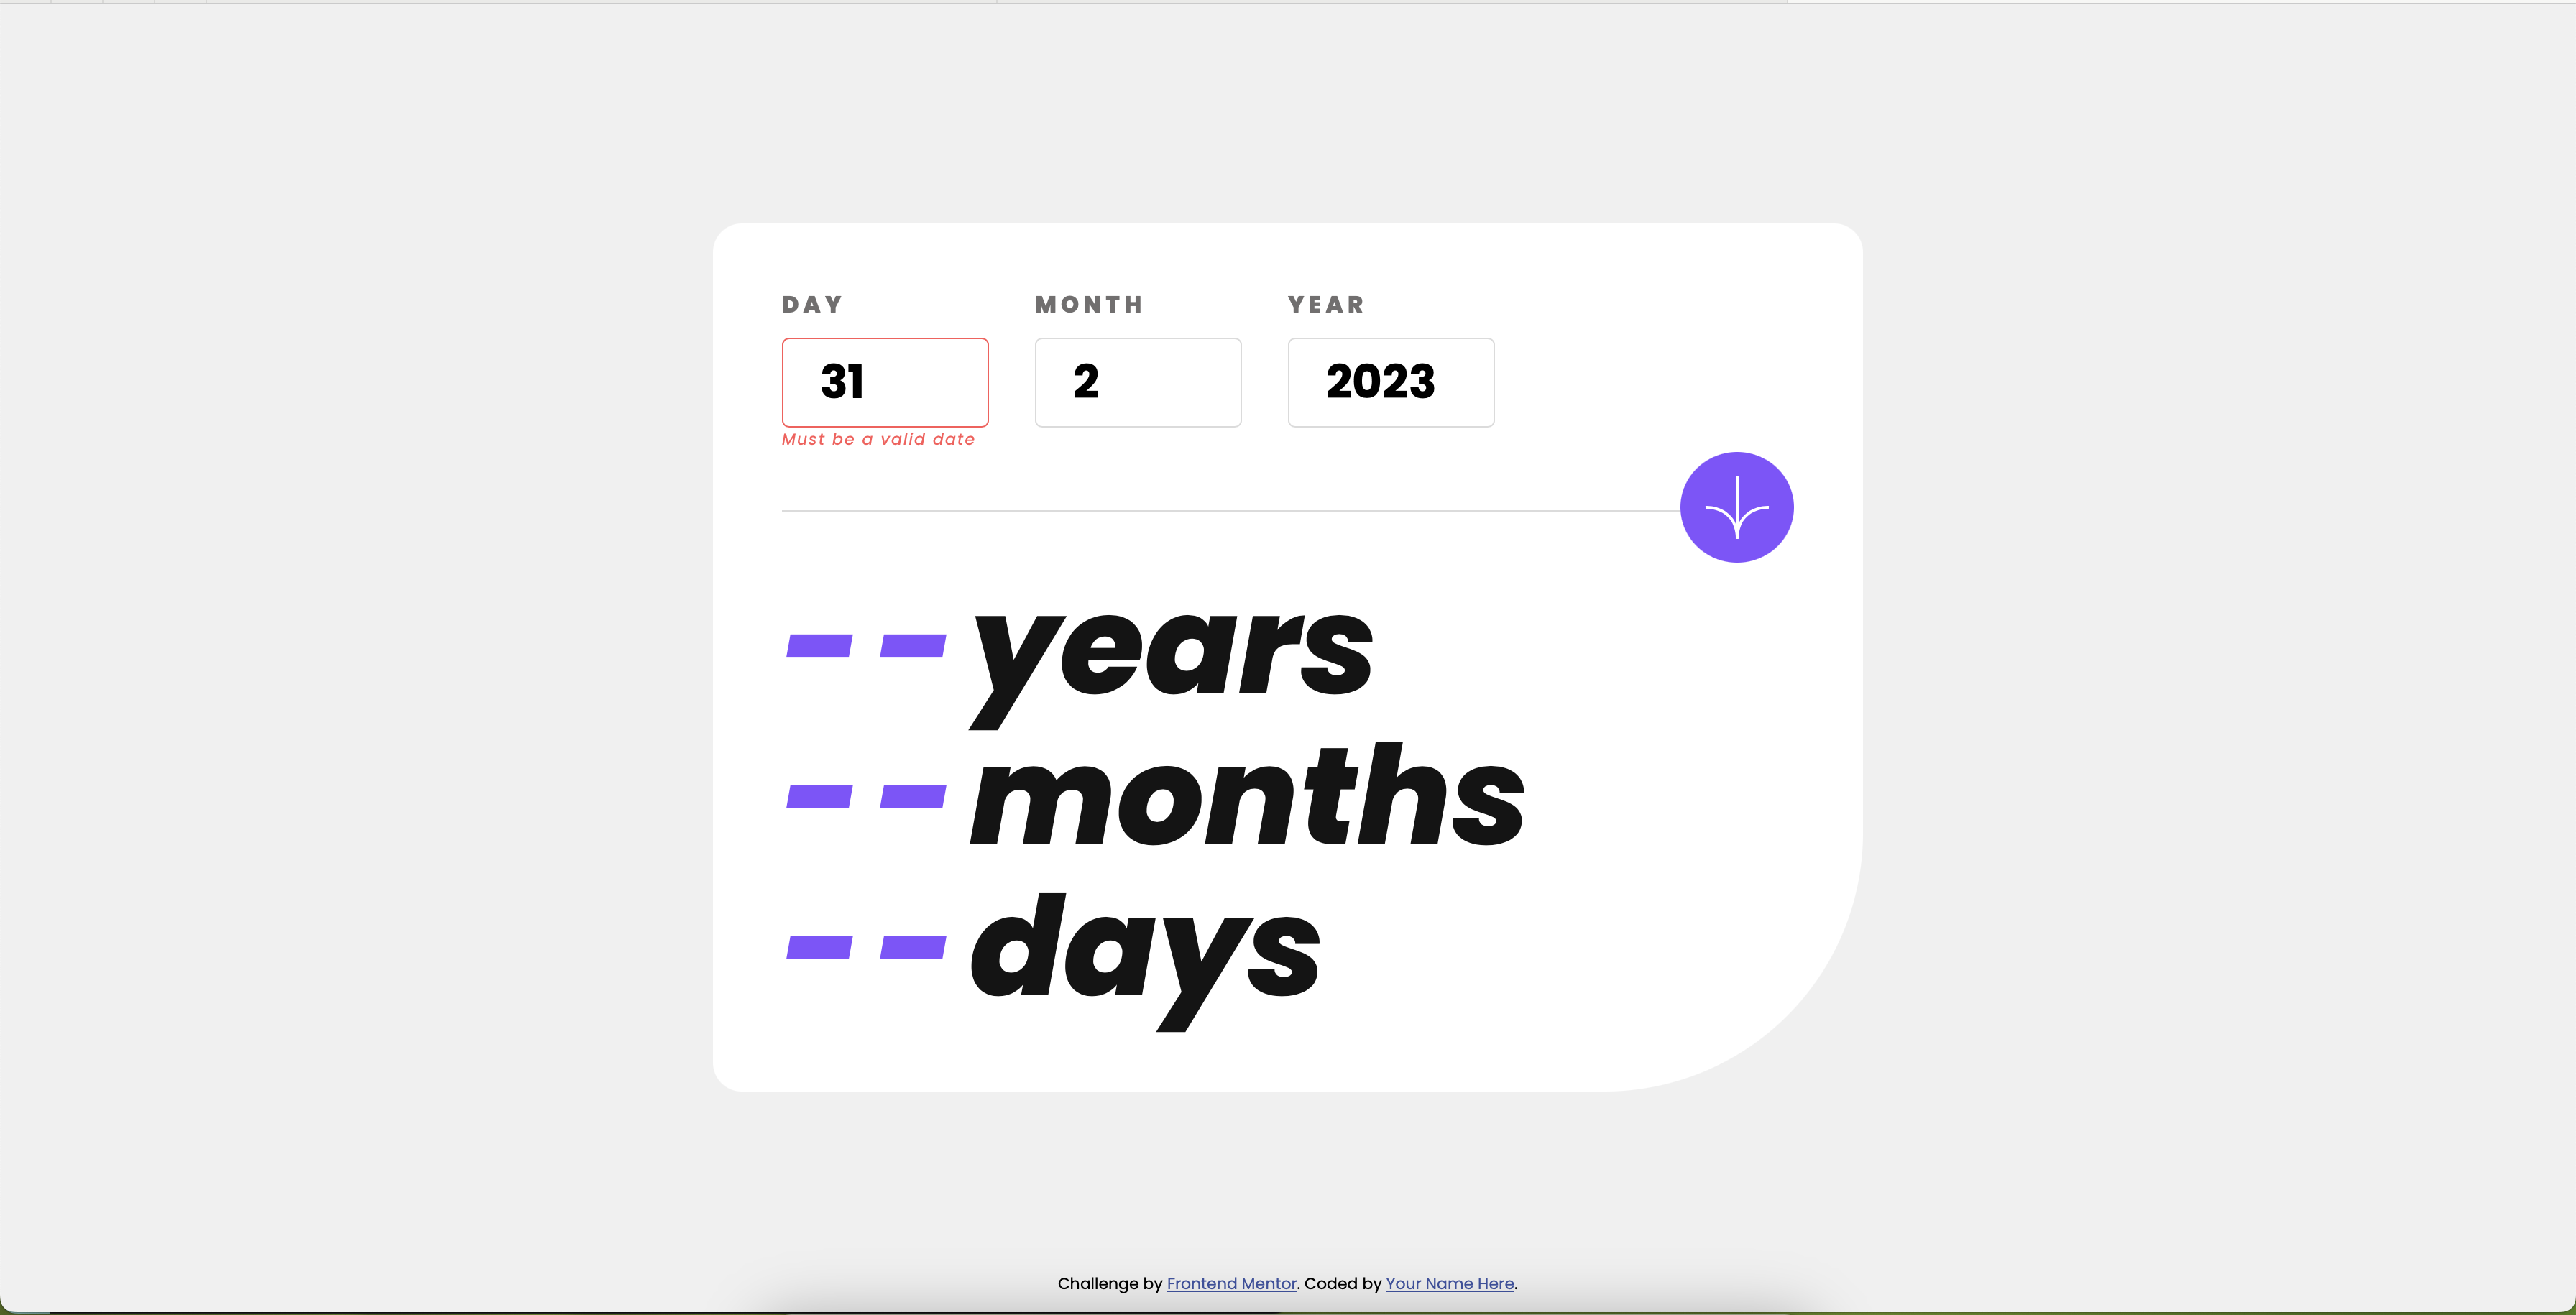 DAY MONTH YEAR
31 2 2023
Must be a valid date
-- years
-- months
-- days
Challenge by Frontend Mentor. Coded by Your Name Here.